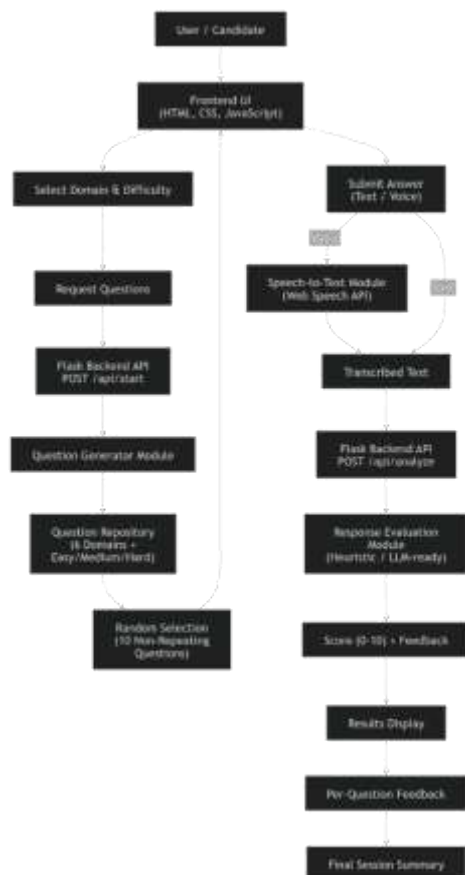 User / Candidate
Frontend UI
(HTML, CSS, JavaScript)
Select Domain & Difficulty
Request Questions
Flask Backend API
POST /api/start
Question Generator Module
Question Repository
(6 Domains +
Easy/Medium/Hard)
Random Selection
(10 Non-Repeating
Questions)
Submit Answer
(Text / Voice)
Speech-to-Text Module
(Web Speech API)
Transcribed Text
Flask Backend API
POST /api/analyze
Response Evaluation
Module
(Heuristic / LLM-ready)
Score (0-10) + Feedback
Results Display
Per-Question Feedback
Final Session Summary